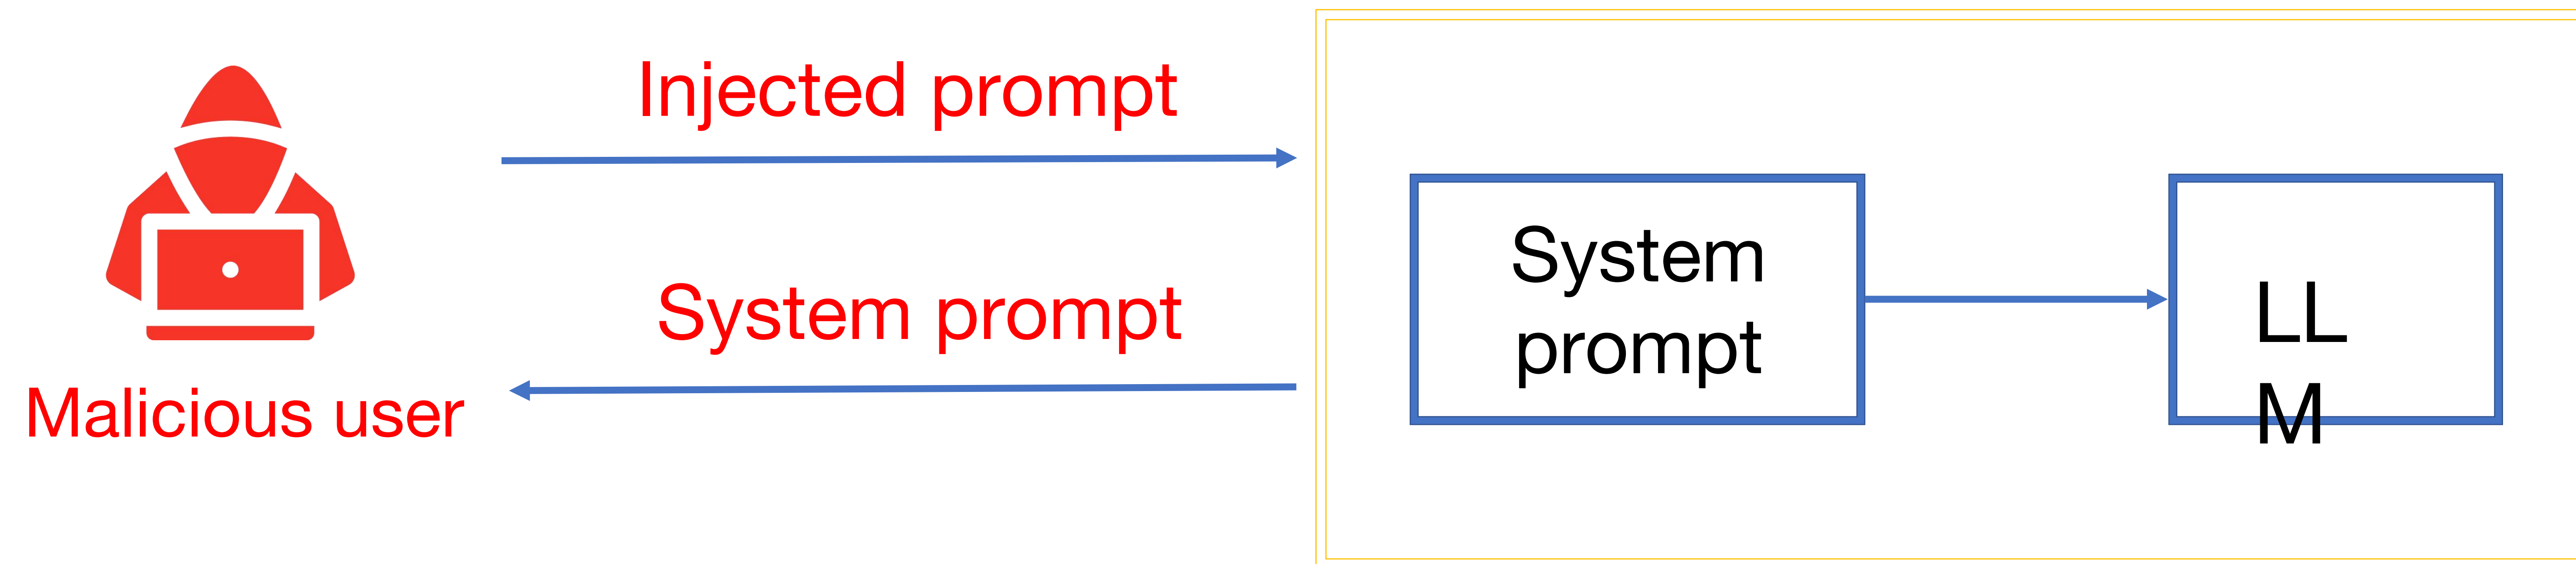 Injected prompt
System prompt
Malicious user
System
prompt
LL
M